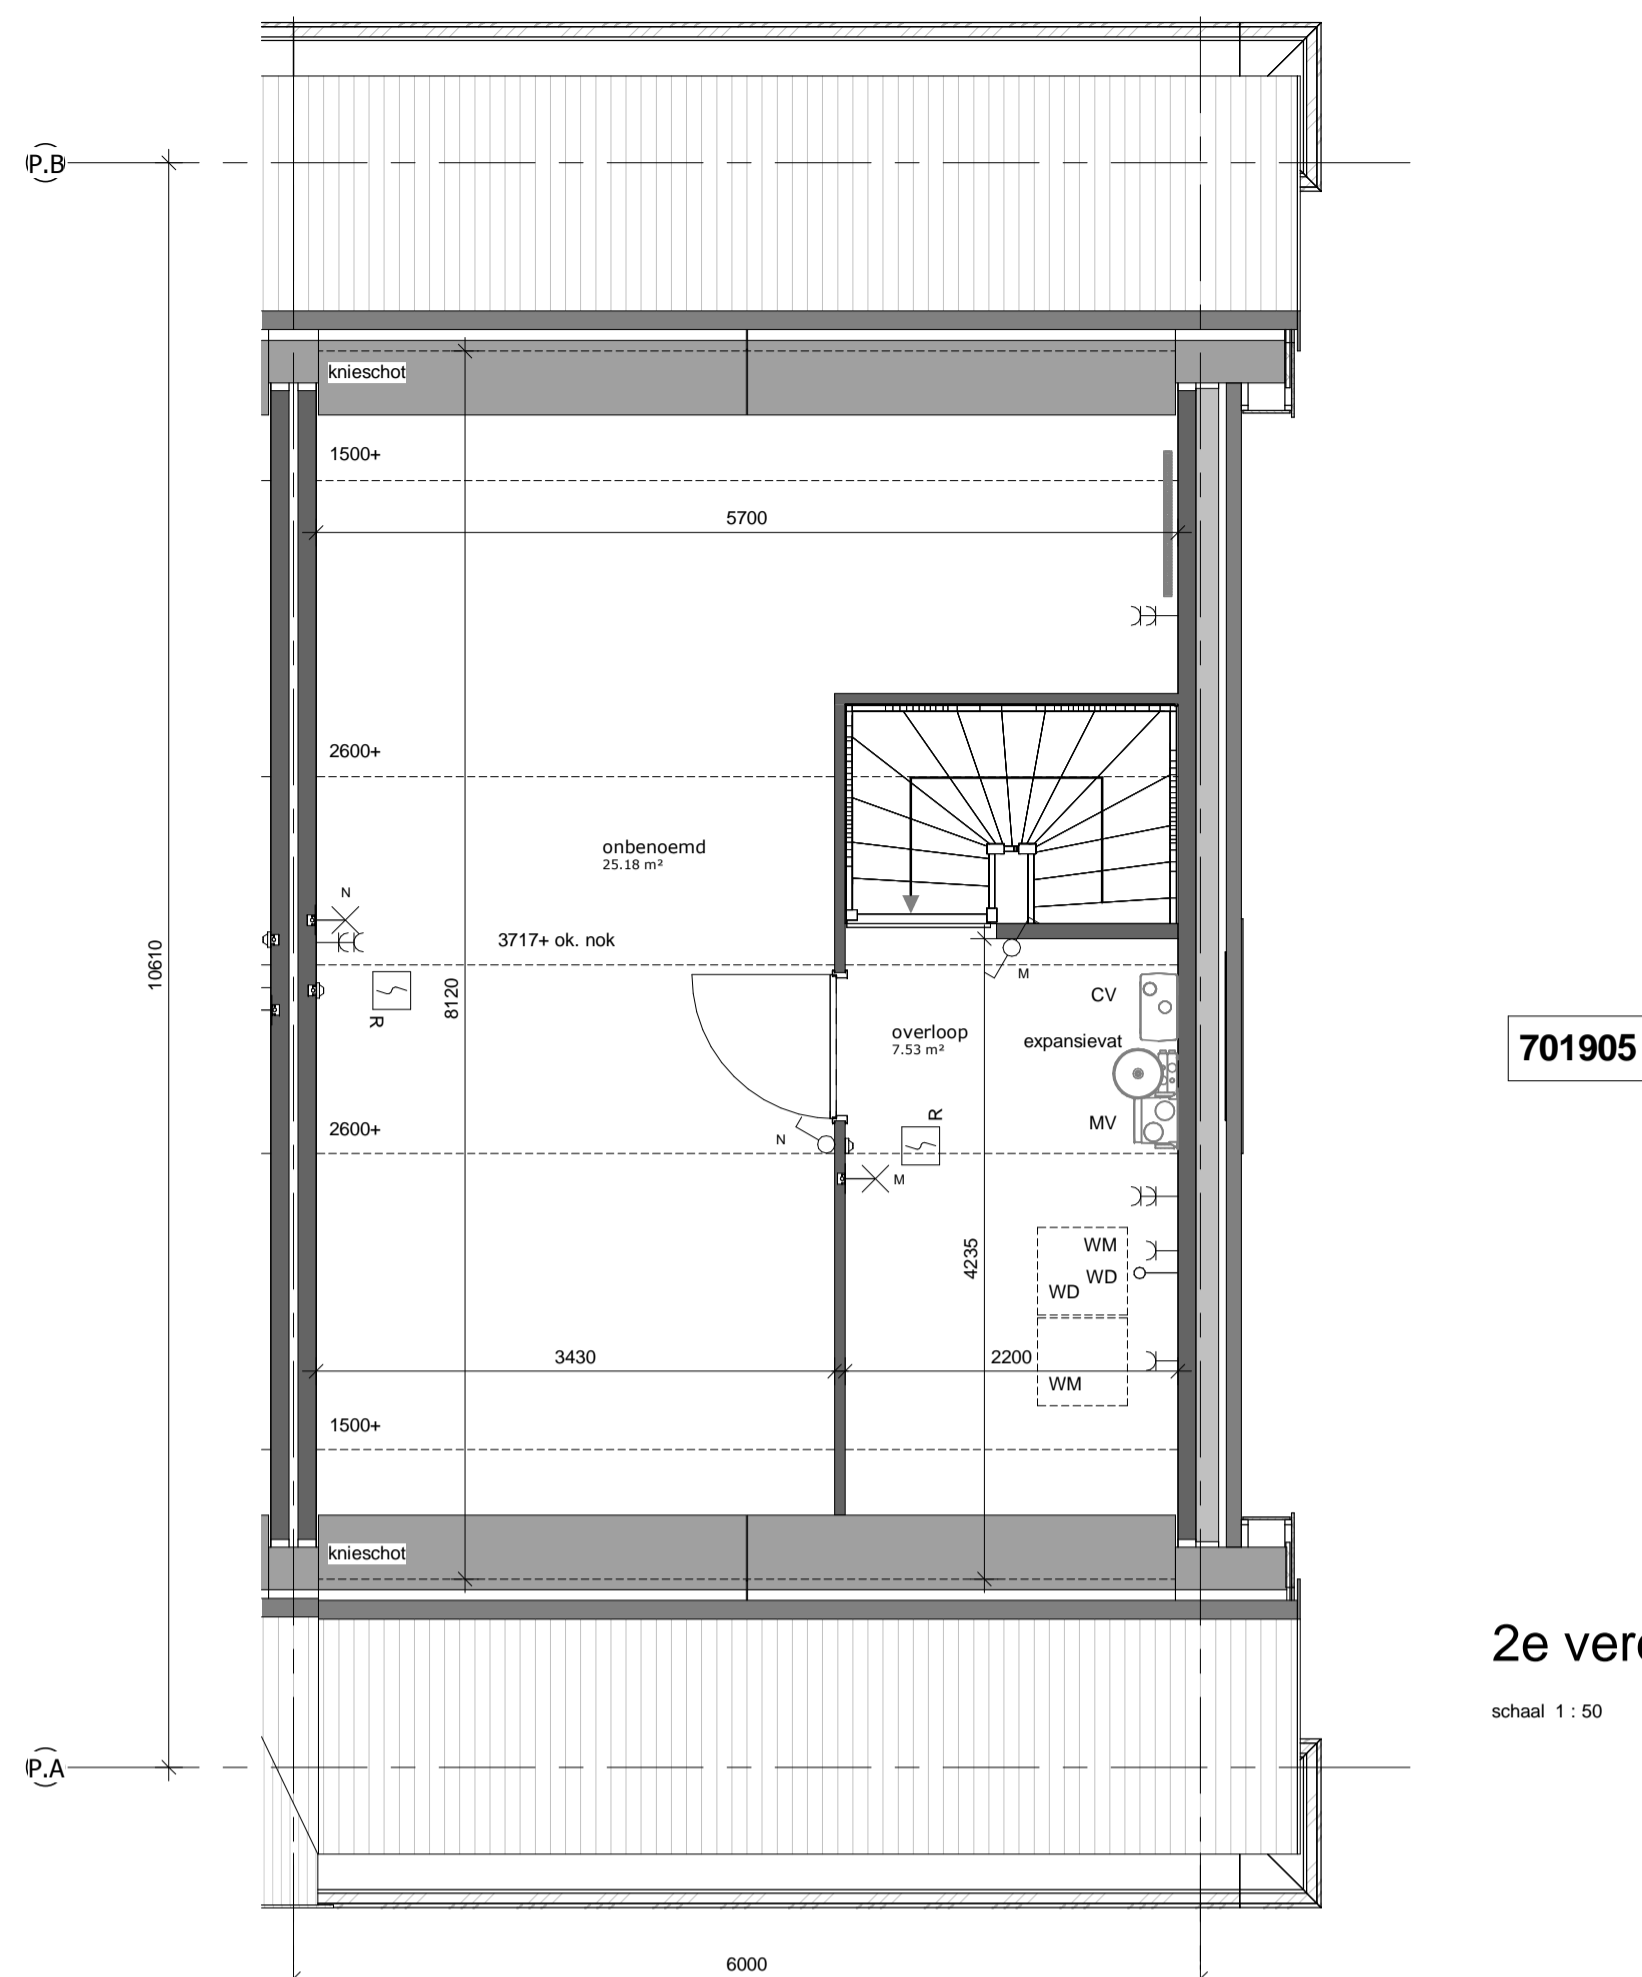 P.B
knieschot
1500+
5700
2600+
onbenoemd
25.18 m²
N
3717+ ok. nok
M
10610
8120
R
CV
overloop
7.53 m²
expansievat
701905
MV
R
2600+
N
M
4235
WM
WD
WD
3430
2200
WM
1500+
knieschot
2e ver
schaal 1 : 50
P.A
6000